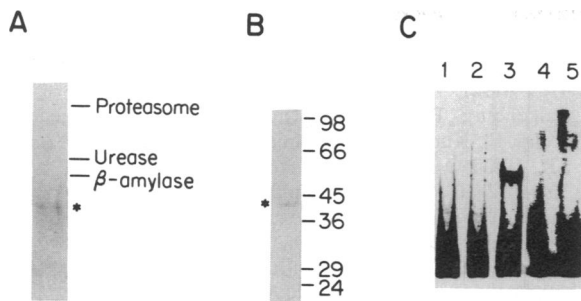 A
Proteasome
Urease
β-amylase
*
B
98
66
45
*
36
29
24
C
1 2 3 4 5